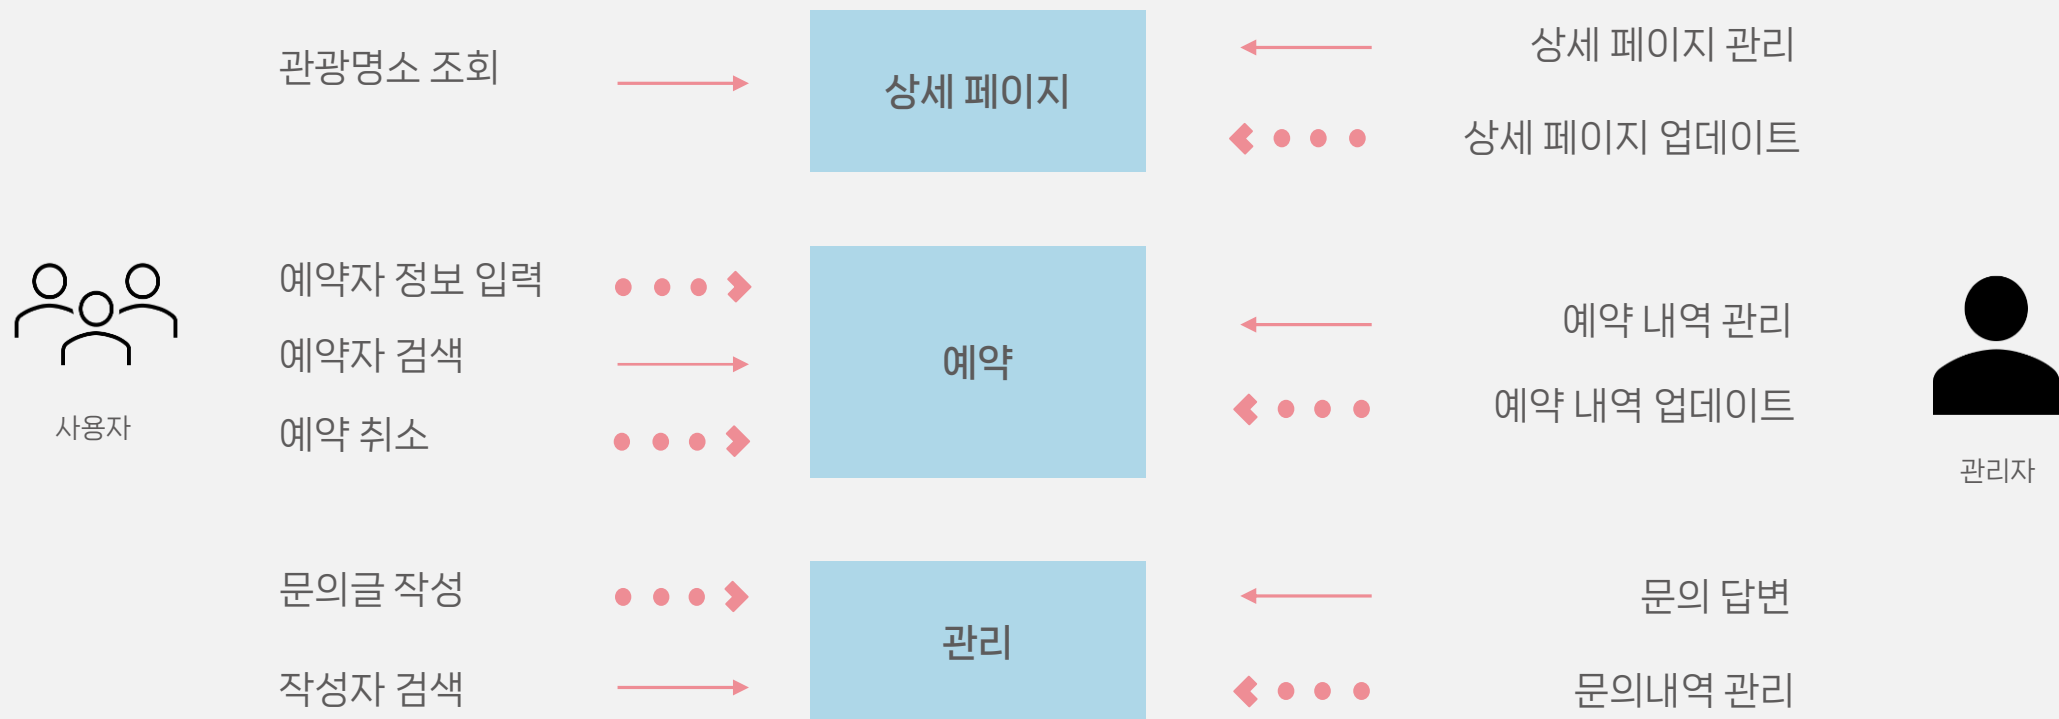 관광명소 조회
상세 페이지
상세 페이지 관리
상세 페이지 업데이트
예약자 정보 입력
예약자 검색
예약 취소
예약
예약 내역 관리
예약 내역 업데이트
사용자
관리자
문의글 작성
작성자 검색
관리
문의 답변
문의내역 관리